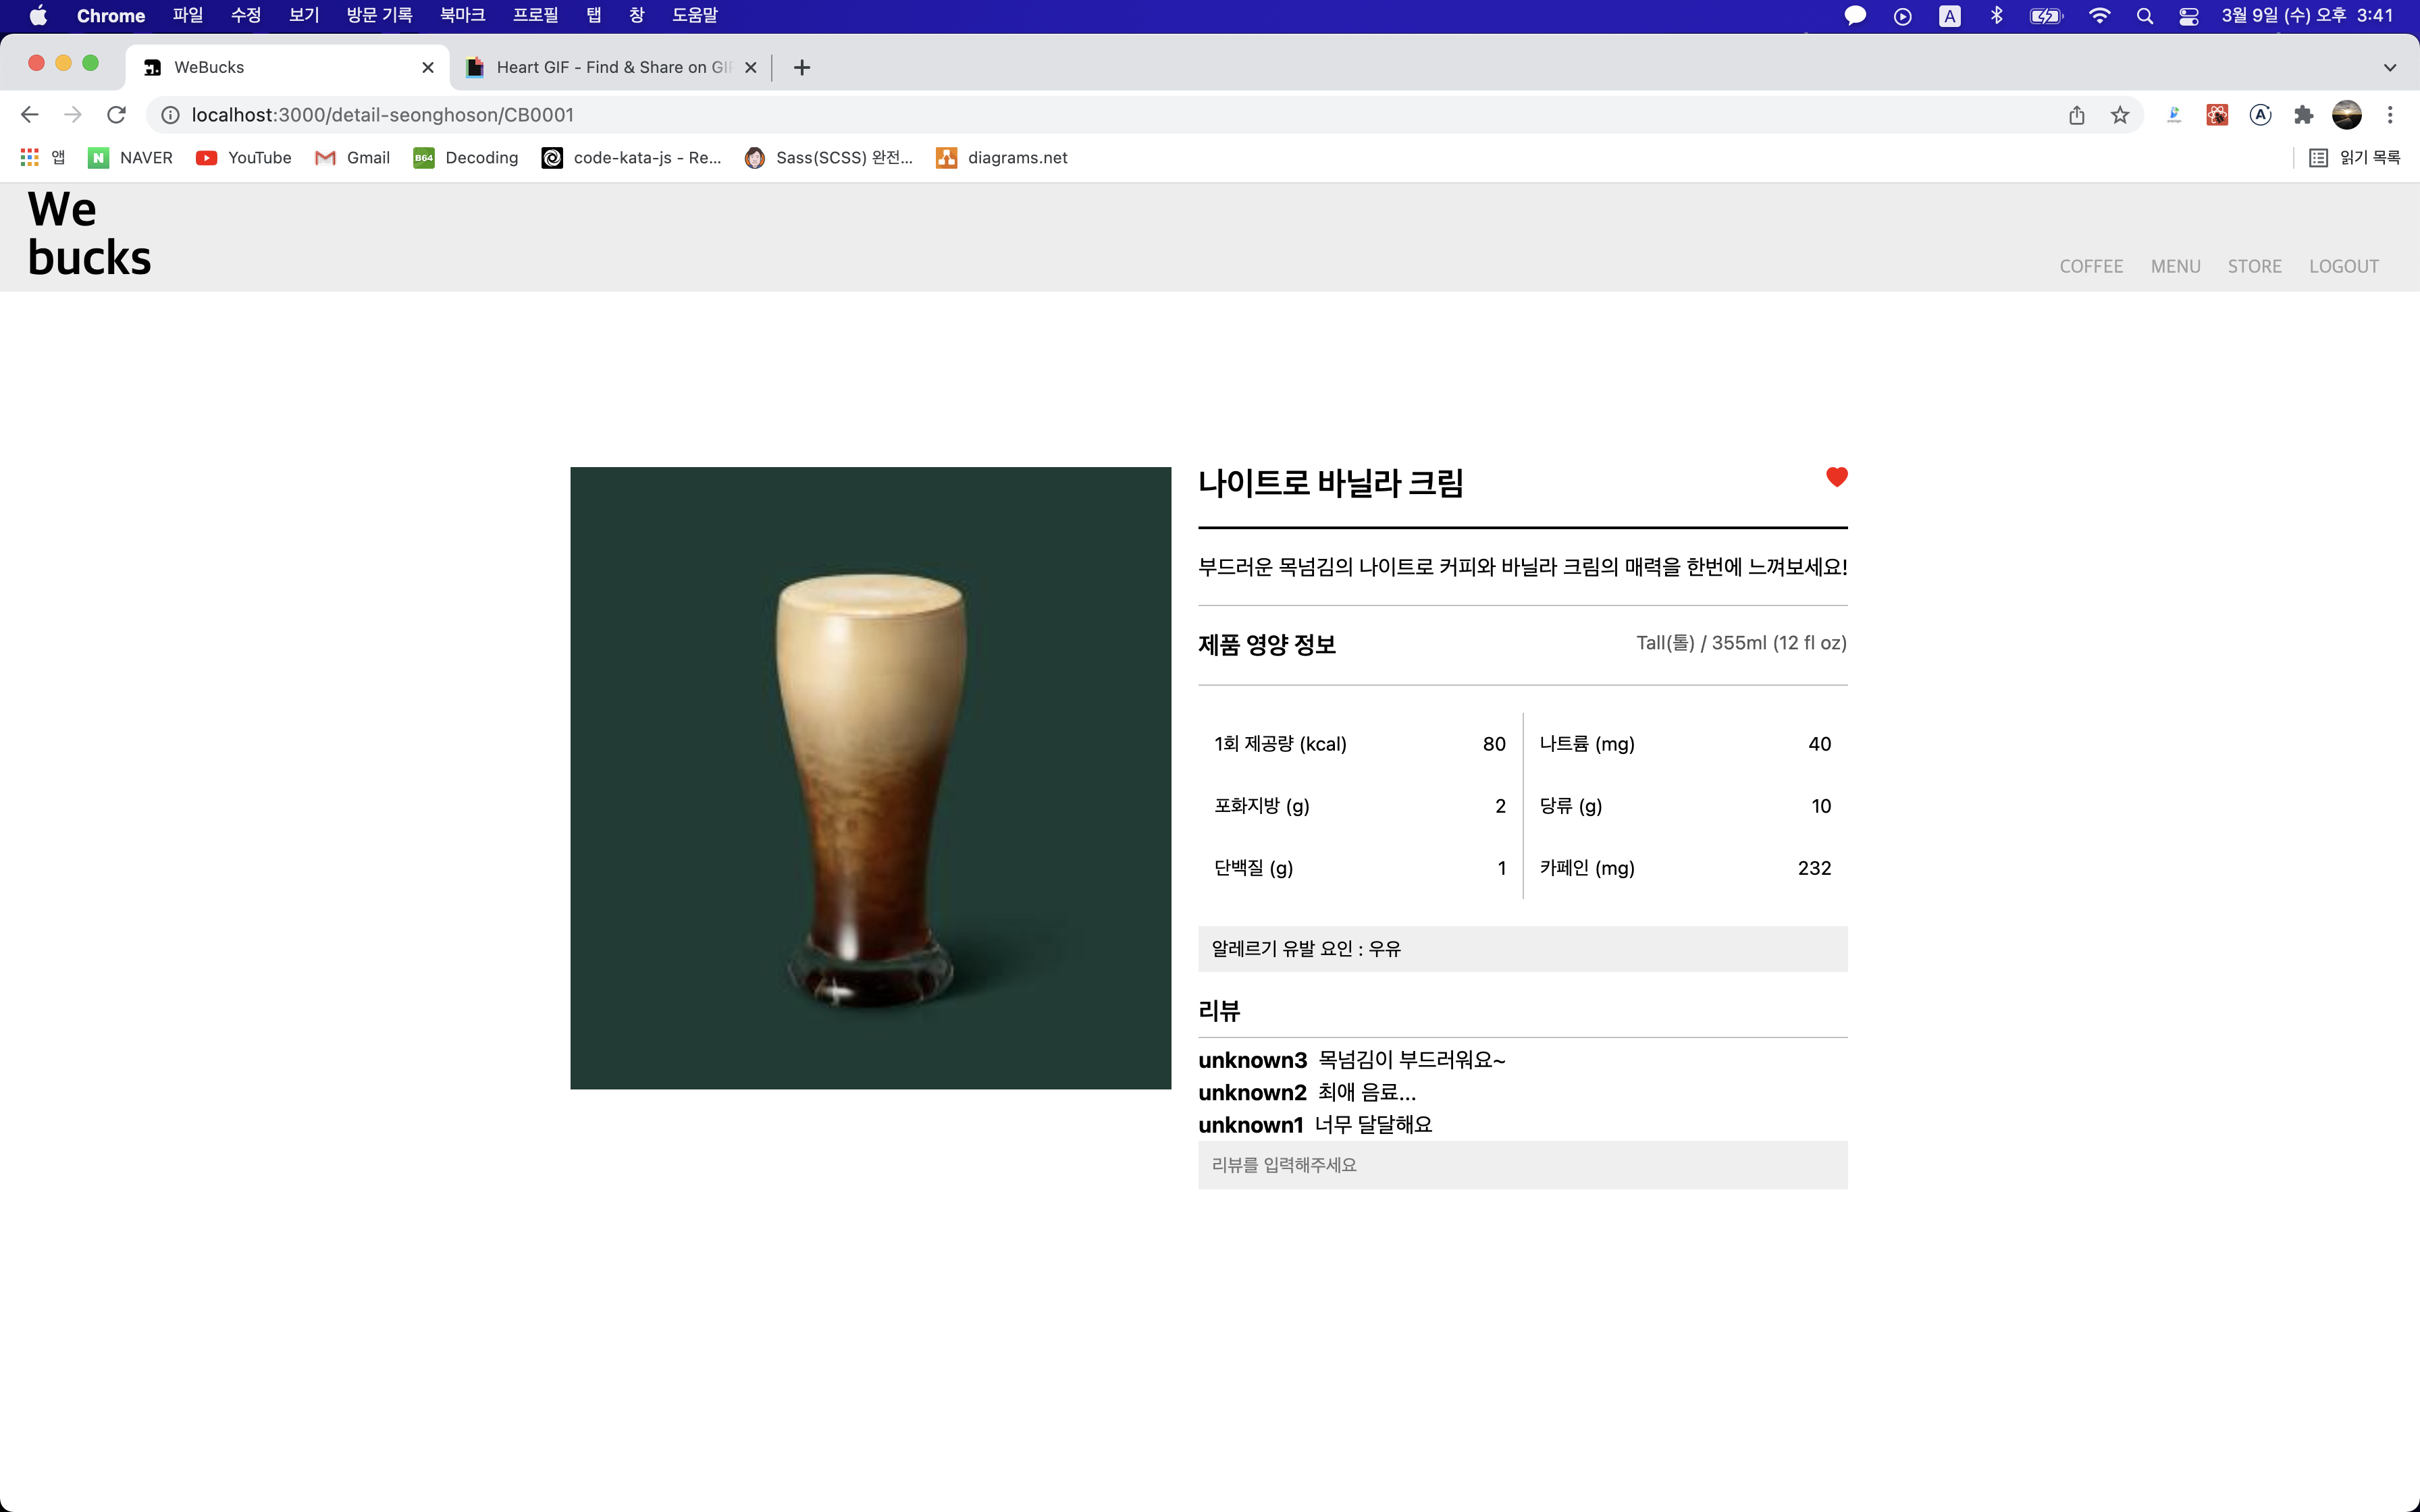 Chrome 파일 수정 보기 방문 기록 북마크 프로필 탭 창 도움말 A 3월 9일 (수) 오후 3:41
WeBucks Heart GIF - Find & Share on GI
localhost:3000/detail-seonghoson/CB0001
앱 N NAVER YouTube Gmail B64 Decoding code-kata-js - Re... Sass(SCSS) 완전... diagrams.net 읽기 목록
We
bucks
COFFEE MENU STORE LOGOUT
나이트로 바닐라 크림
부드러운 목넘김의 나이트로 커피와 바닐라 크림의 매력을 한번에 느껴보세요!
제품 영양 정보 Tall(톨) / 355ml (12 fl oz)
1회 제공량 (kcal) 80 나트륨 (mg) 40
포화지방 (g) 2 당류 (g) 10
단백질 (g) 1 카페인 (mg) 232
알레르기 유발 요인 : 우유
리뷰
unknown3 목넘김이 부드러워요~
unknown2 최애 음료...
unknown1 너무 달달해요
리뷰를 입력해주세요